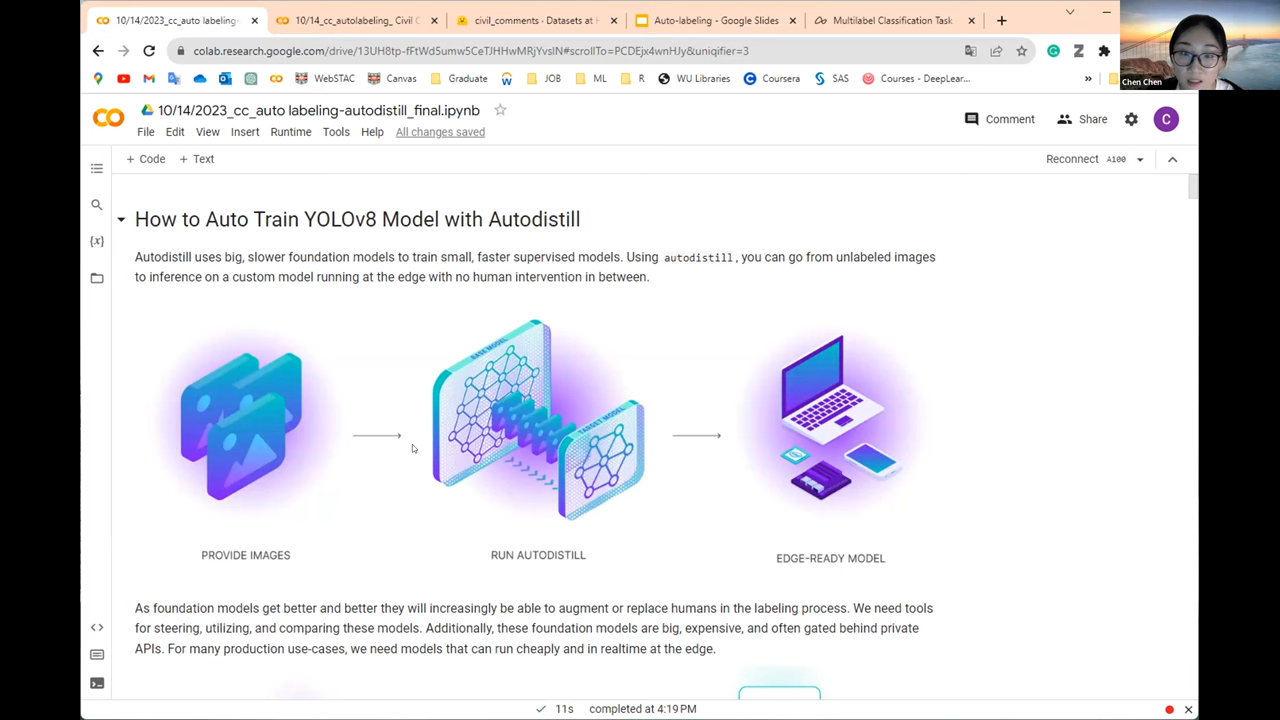 10/14/2023_cc_auto labeling-
10/14_cc_autolabeling_ Civil C
civil_comments · Datasets at H
Auto-labeling - Google Slides
Multilabel Classification Task
colab.research.google.com/drive/13UH8tp-fFtWd5umw5CeTJHHwMRjYvsIN#scrollTo=PCDEjx4wnHJy&uniqifier=3
Chen Chen
WebSTAC
Canvas
Graduate
JOB
ML
R
WU Libraries
Coursera
SAS
Courses - DeepLear...
10/14/2023_cc_auto labeling-autodistill_final.ipynb
File Edit View Insert Runtime Tools Help All changes saved
Comment
Share
C
+ Code + Text
Reconnect A100
How to Auto Train YOLOv8 Model with Autodistill
Autodistill uses big, slower foundation models to train small, faster supervised models. Using autodistill, you can go from unlabeled images
to inference on a custom model running at the edge with no human intervention in between.
BASE MODEL
TARGET MODEL
PROVIDE IMAGES
RUN AUTODISTILL
EDGE-READY MODEL
As foundation models get better and better they will increasingly be able to augment or replace humans in the labeling process. We need tools
for steering, utilizing, and comparing these models. Additionally, these foundation models are big, expensive, and often gated behind private
APIs. For many production use-cases, we need models that can run cheaply and in realtime at the edge.
11s completed at 4:19 PM